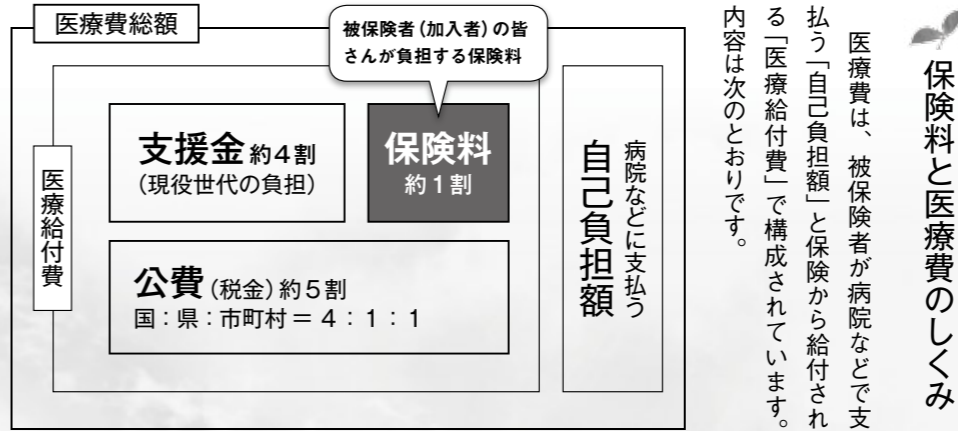 保険料と医療費のしくみ
医療費は、被保険者が病院などで支
払う「自己負担額」と保険から給付され
る「医療給付費」で構成されています。
内容は次のとおりです。
医療費総額
被保険者(加入者)の皆
さんが負担する保険料
医療給付費
支援金 約4割
(現役世代の負担)
保険料
約1割
公費(税金)約5割
国:県:市町村=4:1:1
病院などに支払う
自己負担額